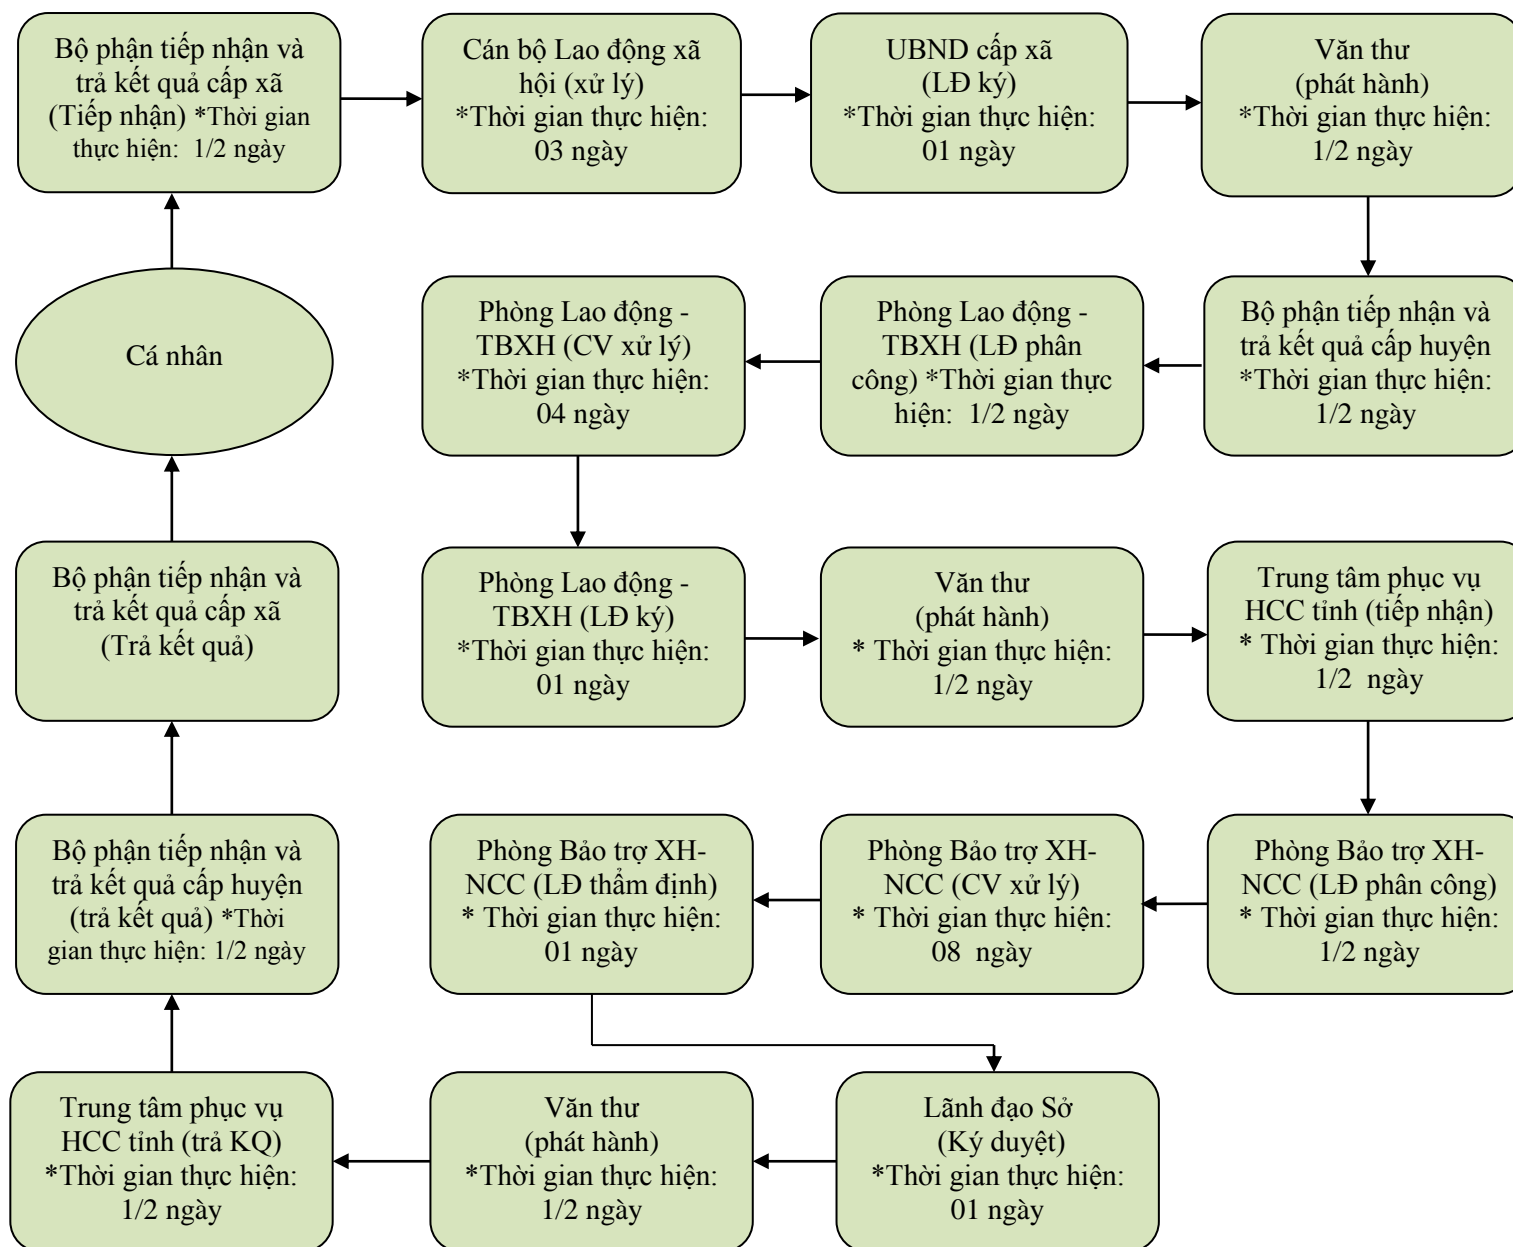 Bộ phận tiếp nhận và
trả kết quả cấp xã
(Tiếp nhận) *Thời gian
thực hiện: 1/2 ngày
Cán bộ Lao động xã
hội (xử lý)
*Thời gian thực hiện:
03 ngày
UBND cấp xã
(LĐ ký)
*Thời gian thực hiện:
01 ngày
Văn thư
(phát hành)
*Thời gian thực hiện:
1/2 ngày
Cá nhân
Phòng Lao động -
TBXH (CV xử lý)
*Thời gian thực hiện:
04 ngày
Phòng Lao động -
TBXH (LĐ phân
công) *Thời gian thực
hiện: 1/2 ngày
Bộ phận tiếp nhận và
trả kết quả cấp huyện
*Thời gian thực hiện:
1/2 ngày
Bộ phận tiếp nhận và
trả kết quả cấp xã
(Trả kết quả)
Phòng Lao động -
TBXH (LĐ ký)
*Thời gian thực hiện:
01 ngày
Văn thư
(phát hành)
* Thời gian thực hiện:
1/2 ngày
Trung tâm phục vụ
HCC tỉnh (tiếp nhận)
* Thời gian thực hiện:
1/2 ngày
Bộ phận tiếp nhận và
trả kết quả cấp huyện
(trả kết quả) *Thời
gian thực hiện: 1/2 ngày
Phòng Bảo trợ XH-
NCC (LĐ thẩm định)
* Thời gian thực hiện:
01 ngày
Phòng Bảo trợ XH-
NCC (CV xử lý)
* Thời gian thực hiện:
08 ngày
Phòng Bảo trợ XH-
NCC (LĐ phân công)
* Thời gian thực hiện:
1/2 ngày
Trung tâm phục vụ
HCC tỉnh (trả KQ)
*Thời gian thực hiện:
1/2 ngày
Văn thư
(phát hành)
*Thời gian thực hiện:
1/2 ngày
Lãnh đạo Sở
(Ký duyệt)
*Thời gian thực hiện:
01 ngày